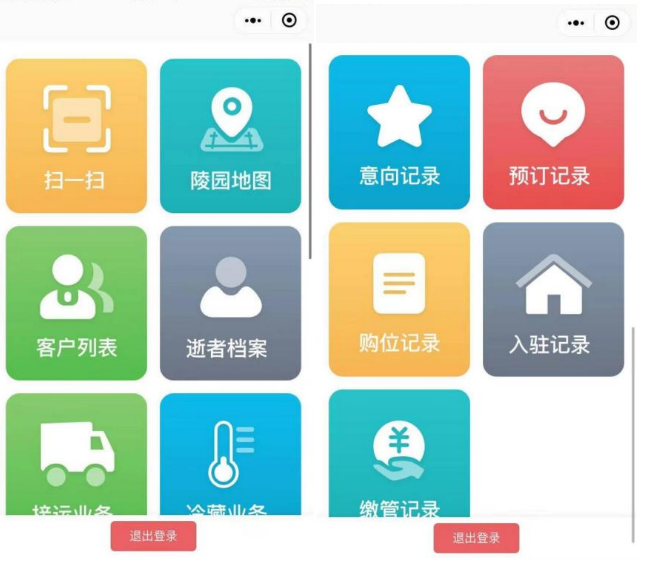 扫一扫
陵园地图
客户列表
逝者档案
接运业务
冷藏业务
退出登录
意向记录
预订记录
购位记录
入驻记录
缴管记录
退出登录